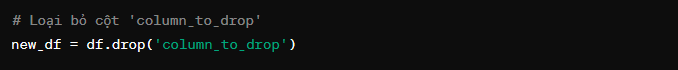 # Loại bỏ cột 'column_to_drop'
new_df = df.drop('column_to_drop')